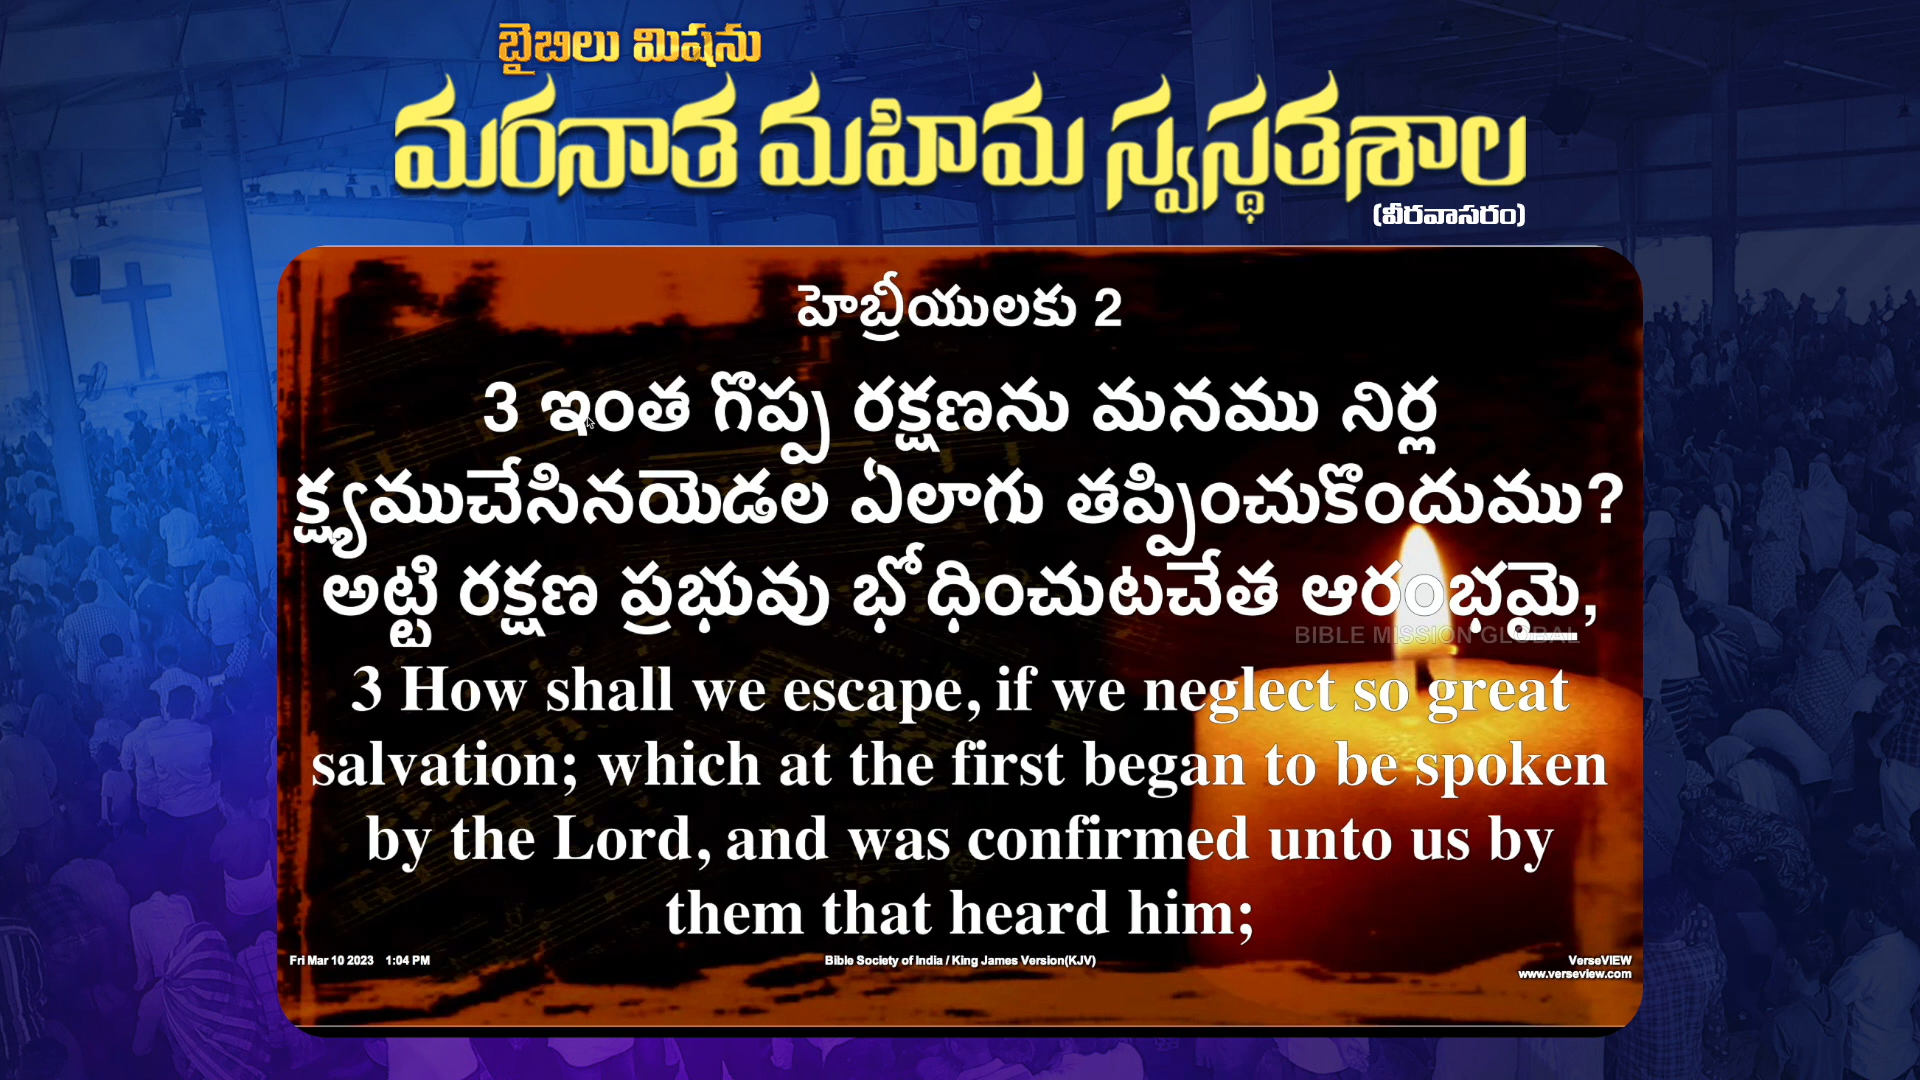 బైబిలు మిషను
మరనాత మహిమ స్వస్థతశాల
(వీరవాసరం)
హెబ్రీయులకు 2
3 ఇంత గొప్ప రక్షణను మనము నిర్ల
క్ష్యముచేసినయెడల ఏలాగు తప్పించుకొందుము?
అట్టి రక్షణ ప్రభువు భోధించుటచేత ఆరంభమై,
BIBLE MISSION GLOBAL
3 How shall we escape, if we neglect so great
salvation; which at the first began to be spoken
by the Lord, and was confirmed unto us by
them that heard him;
Fri Mar 10 2023 1:04 PM
Bible Society of India / King James Version(KJV)
VerseVIEW
www.verseview.com